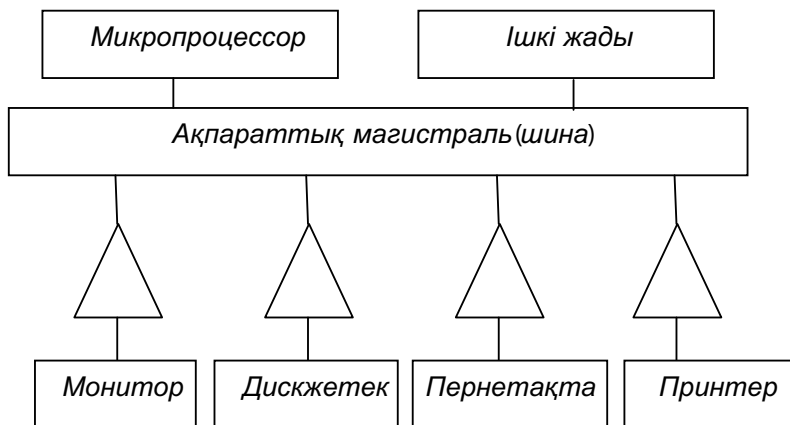 Микропроцессор
Ішкі жады
Ақпараттық магистраль(шина)
Монитор
Дискжетек
Пернетақта
Принтер